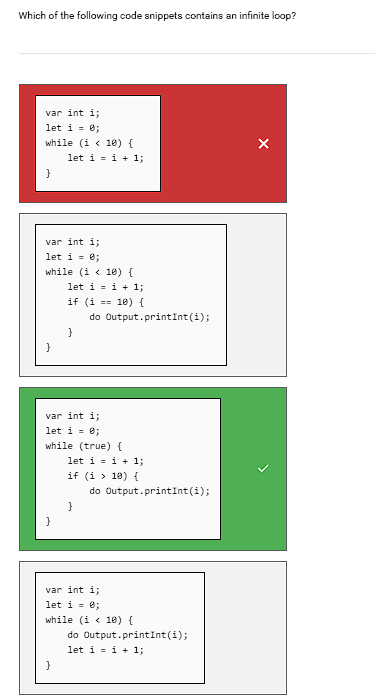 Which of the following code snippets contains an infinite loop?
var int i;
let i = 0;
while (i < 10) {
    let i = i + 1;
}
var int i;
let i = 0;
while (i < 10) {
    let i = i + 1;
    if (i == 10) {
        do Output.printInt(i);
    }
}
var int i;
let i = 0;
while (true) {
    let i = i + 1;
    if (i > 10) {
        do Output.printInt(i);
    }
}
var int i;
let i = 0;
while (i < 10) {
    do Output.printInt(i);
    let i = i + 1;
}